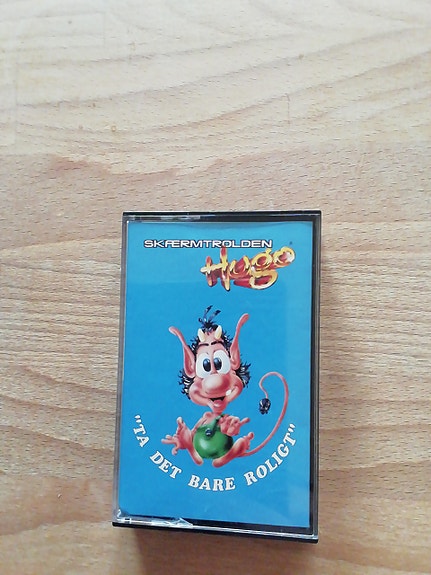 SKÆRMTROLDEN
Hugo
"TA DET BARE ROLIGT"